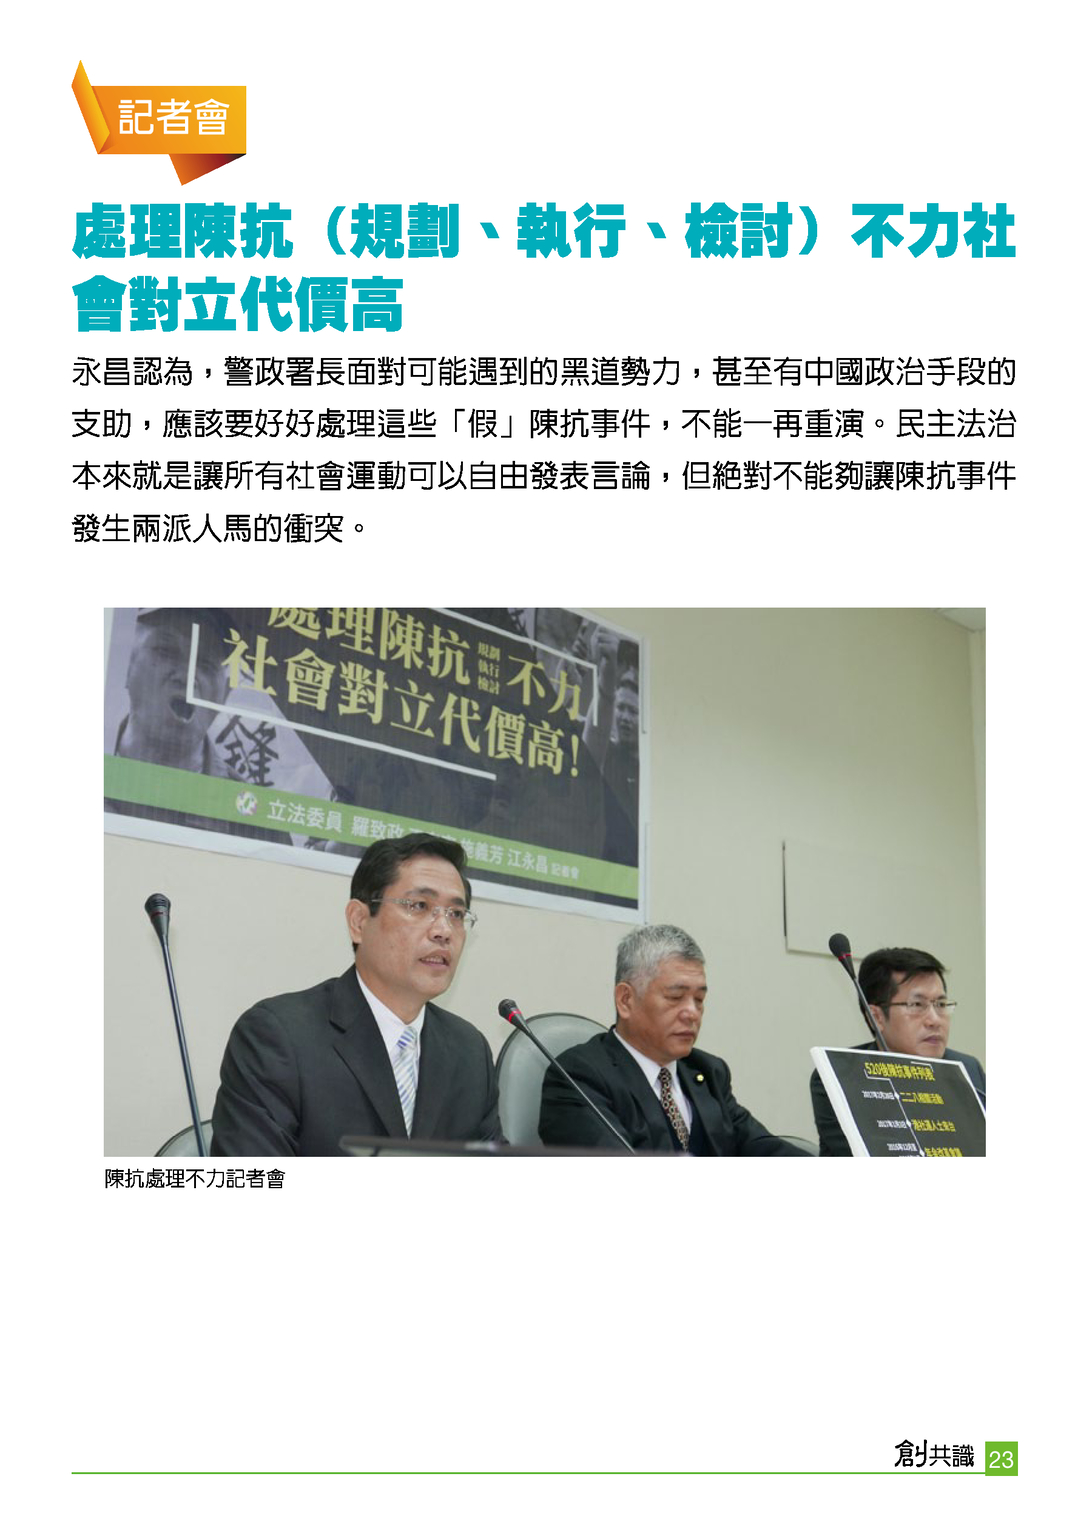 記者會
處理陳抗（規劃、執行、檢討）不力社
會對立代價高
永昌認為，警政署長面對可能遇到的黑道勢力，甚至有中國政治手段的
支助，應該要好好處理這些「假」陳抗事件，不能一再重演。民主法治
本來就是讓所有社會運動可以自由發表言論，但絕對不能夠讓陳抗事件
發生兩派人馬的衝突。
處理陳抗 規劃 執行 檢討 不力
社會對立代價高!
鋒
立法委員 羅致政 施義芳 江永昌 記者會
520後陳抗事件列表
二二八相關活動
陳抗處理不力記者會
創共識 23